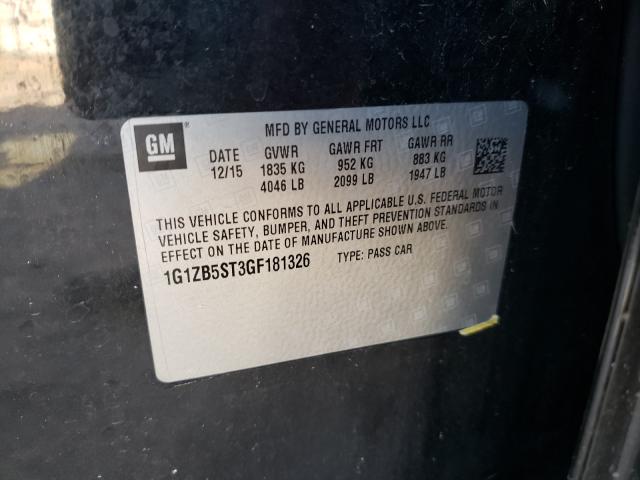 GM
MFD BY GENERAL MOTORS LLC
DATE GVWR GAWR FRT GAWR RR
12/15 1835 KG 952 KG 883 KG
4046 LB 2099 LB 1947 LB
THIS VEHICLE CONFORMS TO ALL APPLICABLE U.S. FEDERAL MOTOR
VEHICLE SAFETY, BUMPER, AND THEFT PREVENTION STANDARDS IN
EFFECT ON THE DATE OF MANUFACTURE SHOWN ABOVE.
1G1ZB5ST3GF181326 TYPE: PASS CAR